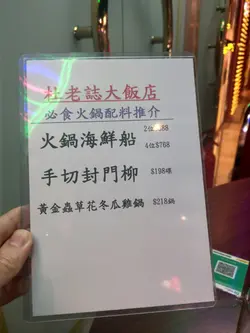 杜老誌大飯店
必食火鍋配料推介
火鍋海鮮船 2位$388
4位$768
手切封門柳 $198碟
黃金蟲草花冬瓜雞鍋 $218鍋